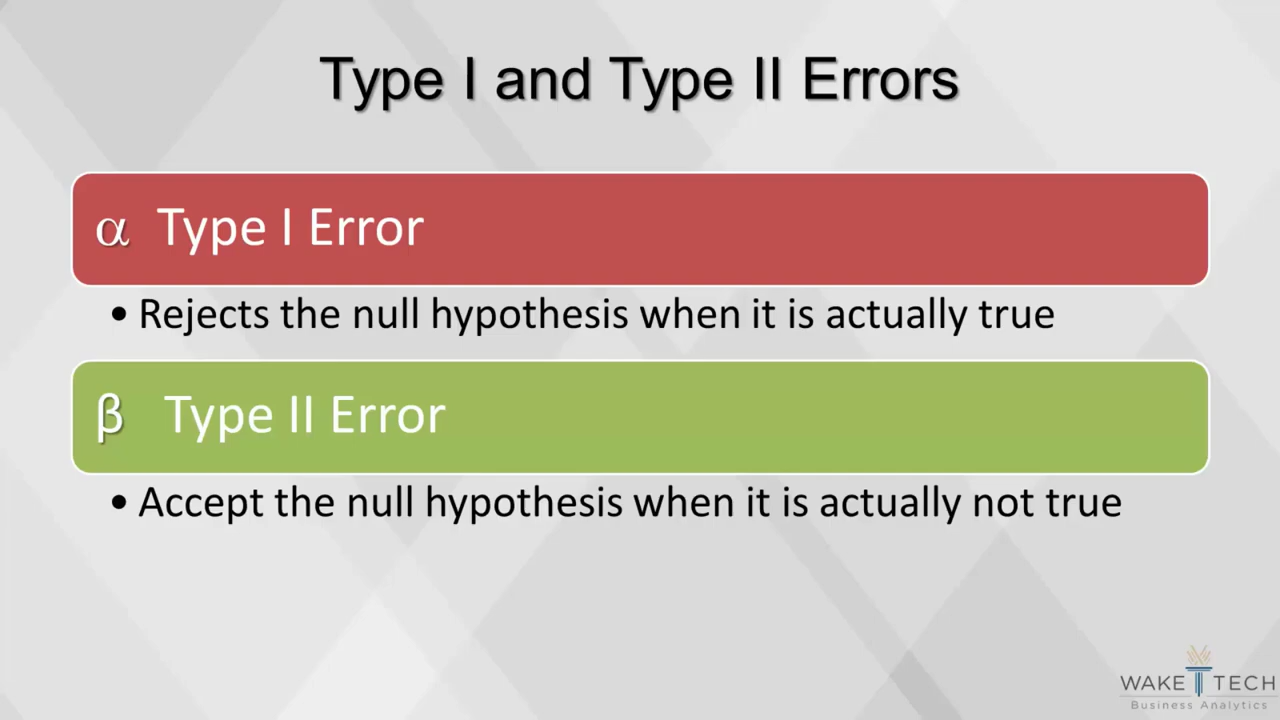 Type I and Type II Errors
α Type I Error
• Rejects the null hypothesis when it is actually true
β Type II Error
• Accept the null hypothesis when it is actually not true
WAKE TECH
Business Analytics